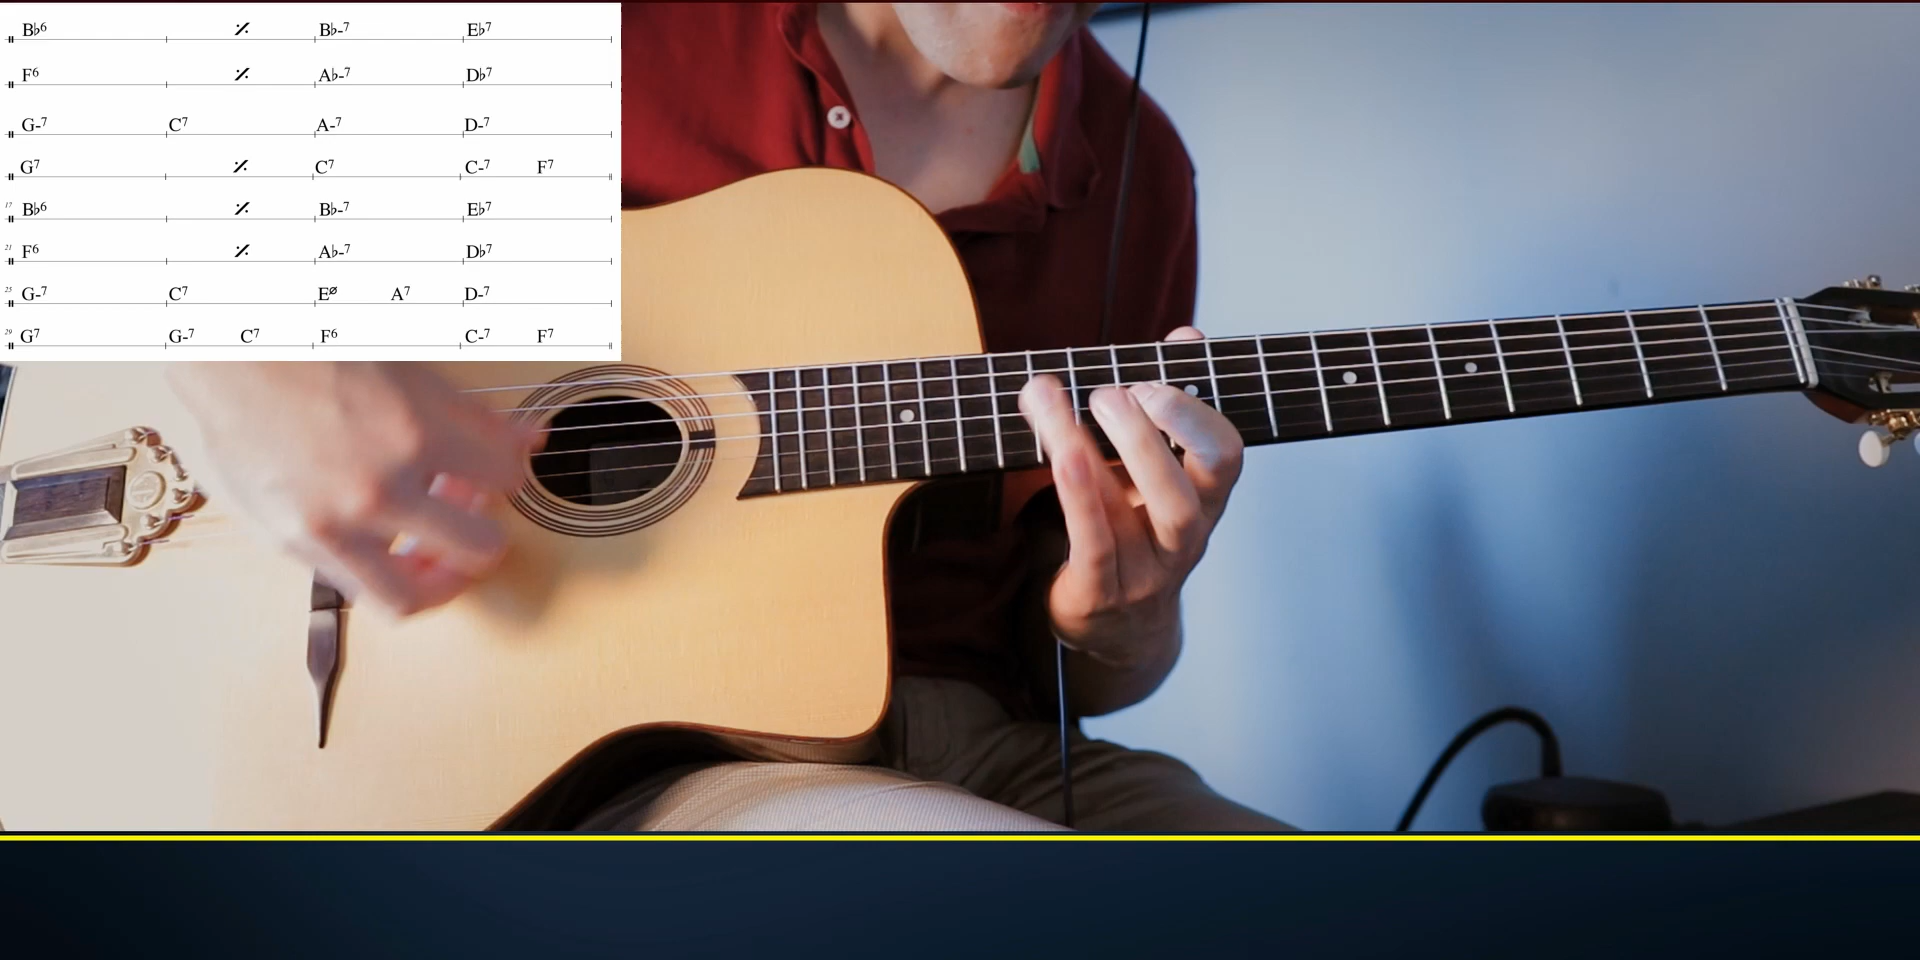 B♭6 𝄎 B♭-7 E♭7
F6 𝄎 A♭-7 D♭7
G-7 C7 A-7 D-7
G7 𝄎 C7 C-7 F7
17 B♭6 𝄎 B♭-7 E♭7
21 F6 𝄎 A♭-7 D♭7
25 G-7 C7 Eø A7 D-7
29 G7 G-7 C7 F6 C-7 F7